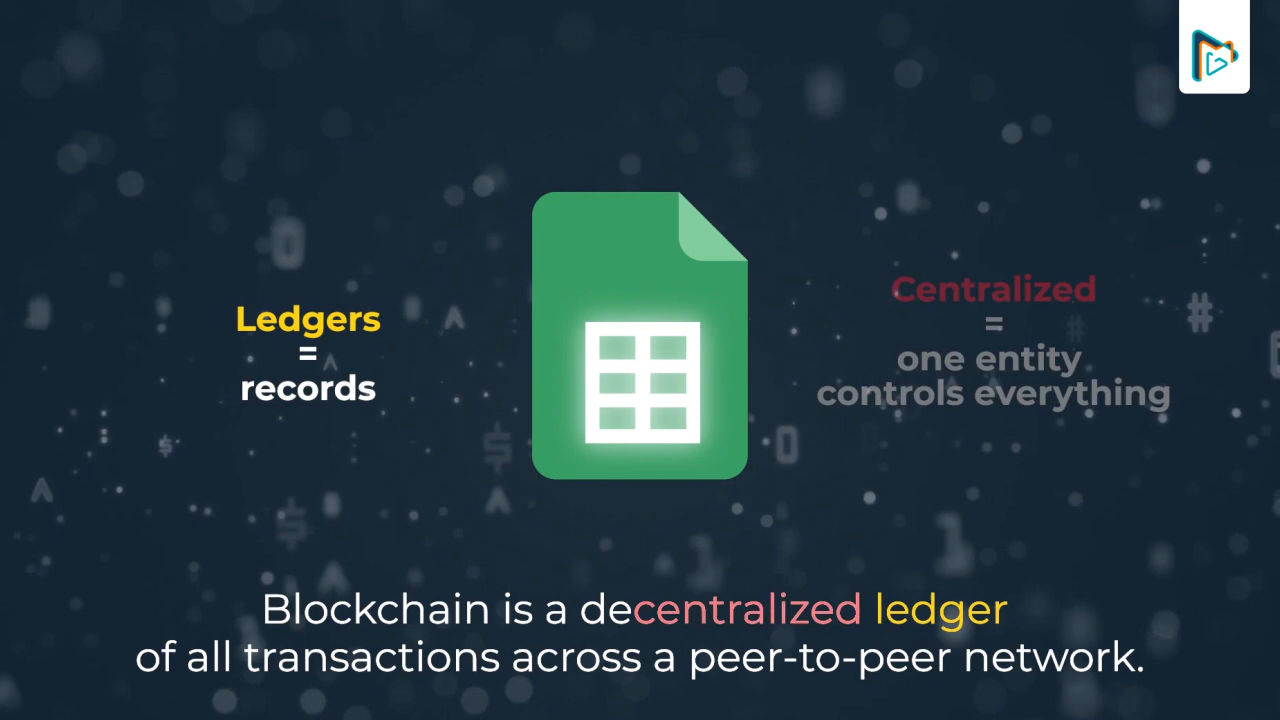 Ledgers
=
records
Centralized
=
one entity
controls everything
Blockchain is a decentralized ledger
of all transactions across a peer-to-peer network.